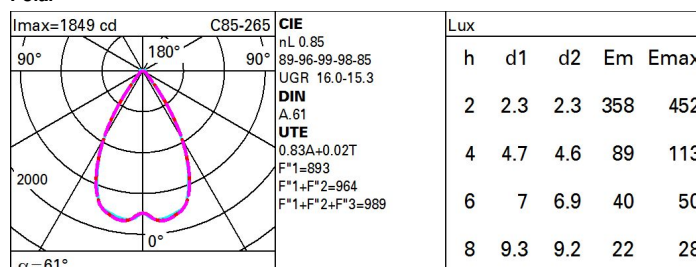 Imax=1849 cd C85-265
90° 180° 90°
2000
0°
α=61°
CIE
nL 0.85
89-96-99-98-85
UGR 16.0-15.3
DIN
A.61
UTE
0.83A+0.02T
F"1=893
F"1+F"2=964
F"1+F"2+F"3=989
Lux
h d1 d2 Em Emax
2 2.3 2.3 358 452
4 4.7 4.6 89 113
6 7 6.9 40 50
8 9.3 9.2 22 28